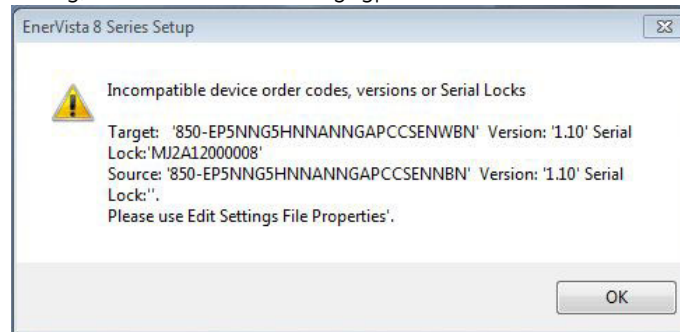 EnerVista 8 Series Setup
Incompatible device order codes, versions or Serial Locks
Target: '850-EP5NNG5HNNANNGAPCCSENWBN' Version: '1.10' Serial
Lock:'MJ2A12000008'
Source: '850-EP5NNG5HNNANNGAPCCSENNBN' Version: '1.10' Serial
Lock:''.
Please use Edit Settings File Properties'.
OK